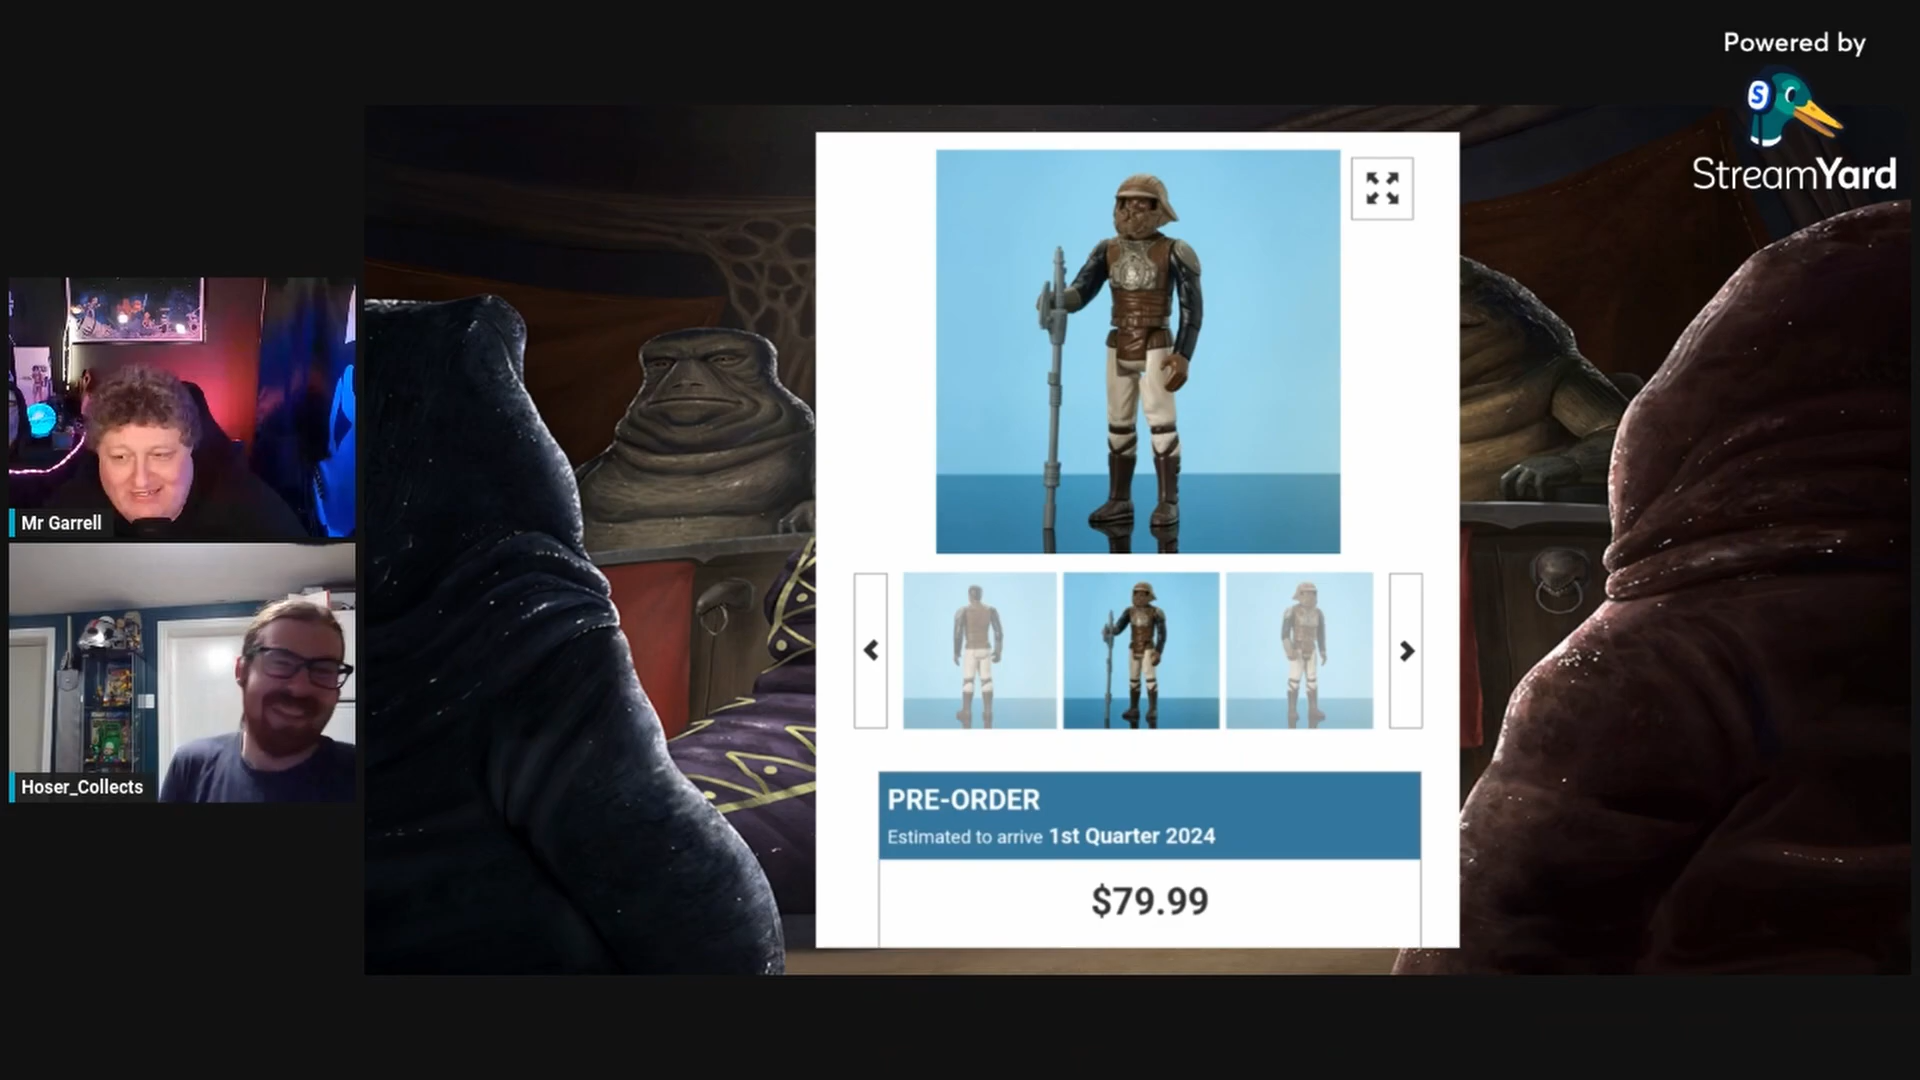 Powered by
S
StreamYard
Mr Garrell
Hoser_Collects
PRE-ORDER
Estimated to arrive 1st Quarter 2024
$79.99